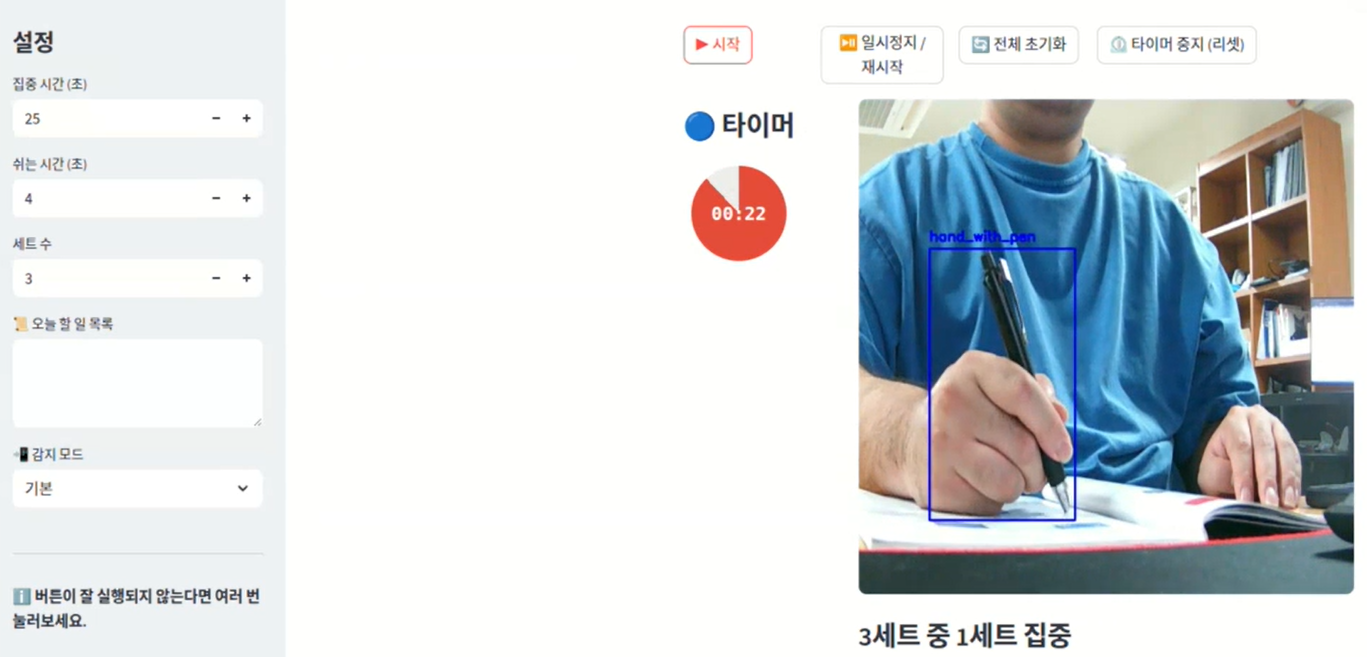 설정
집중 시간 (초)
25
쉬는 시간 (초)
4
세트 수
3
📜 오늘 할 일 목록
📲 감지 모드
기본
ℹ️ 버튼이 잘 실행되지 않는다면 여러 번
눌러보세요.
▶ 시작
⏯️ 일시정지 /
재시작
🔄 전체 초기화
⏲️ 타이머 중지 (리셋)
🔵 타이머
00:22
hand_with_pen
3세트 중 1세트 집중